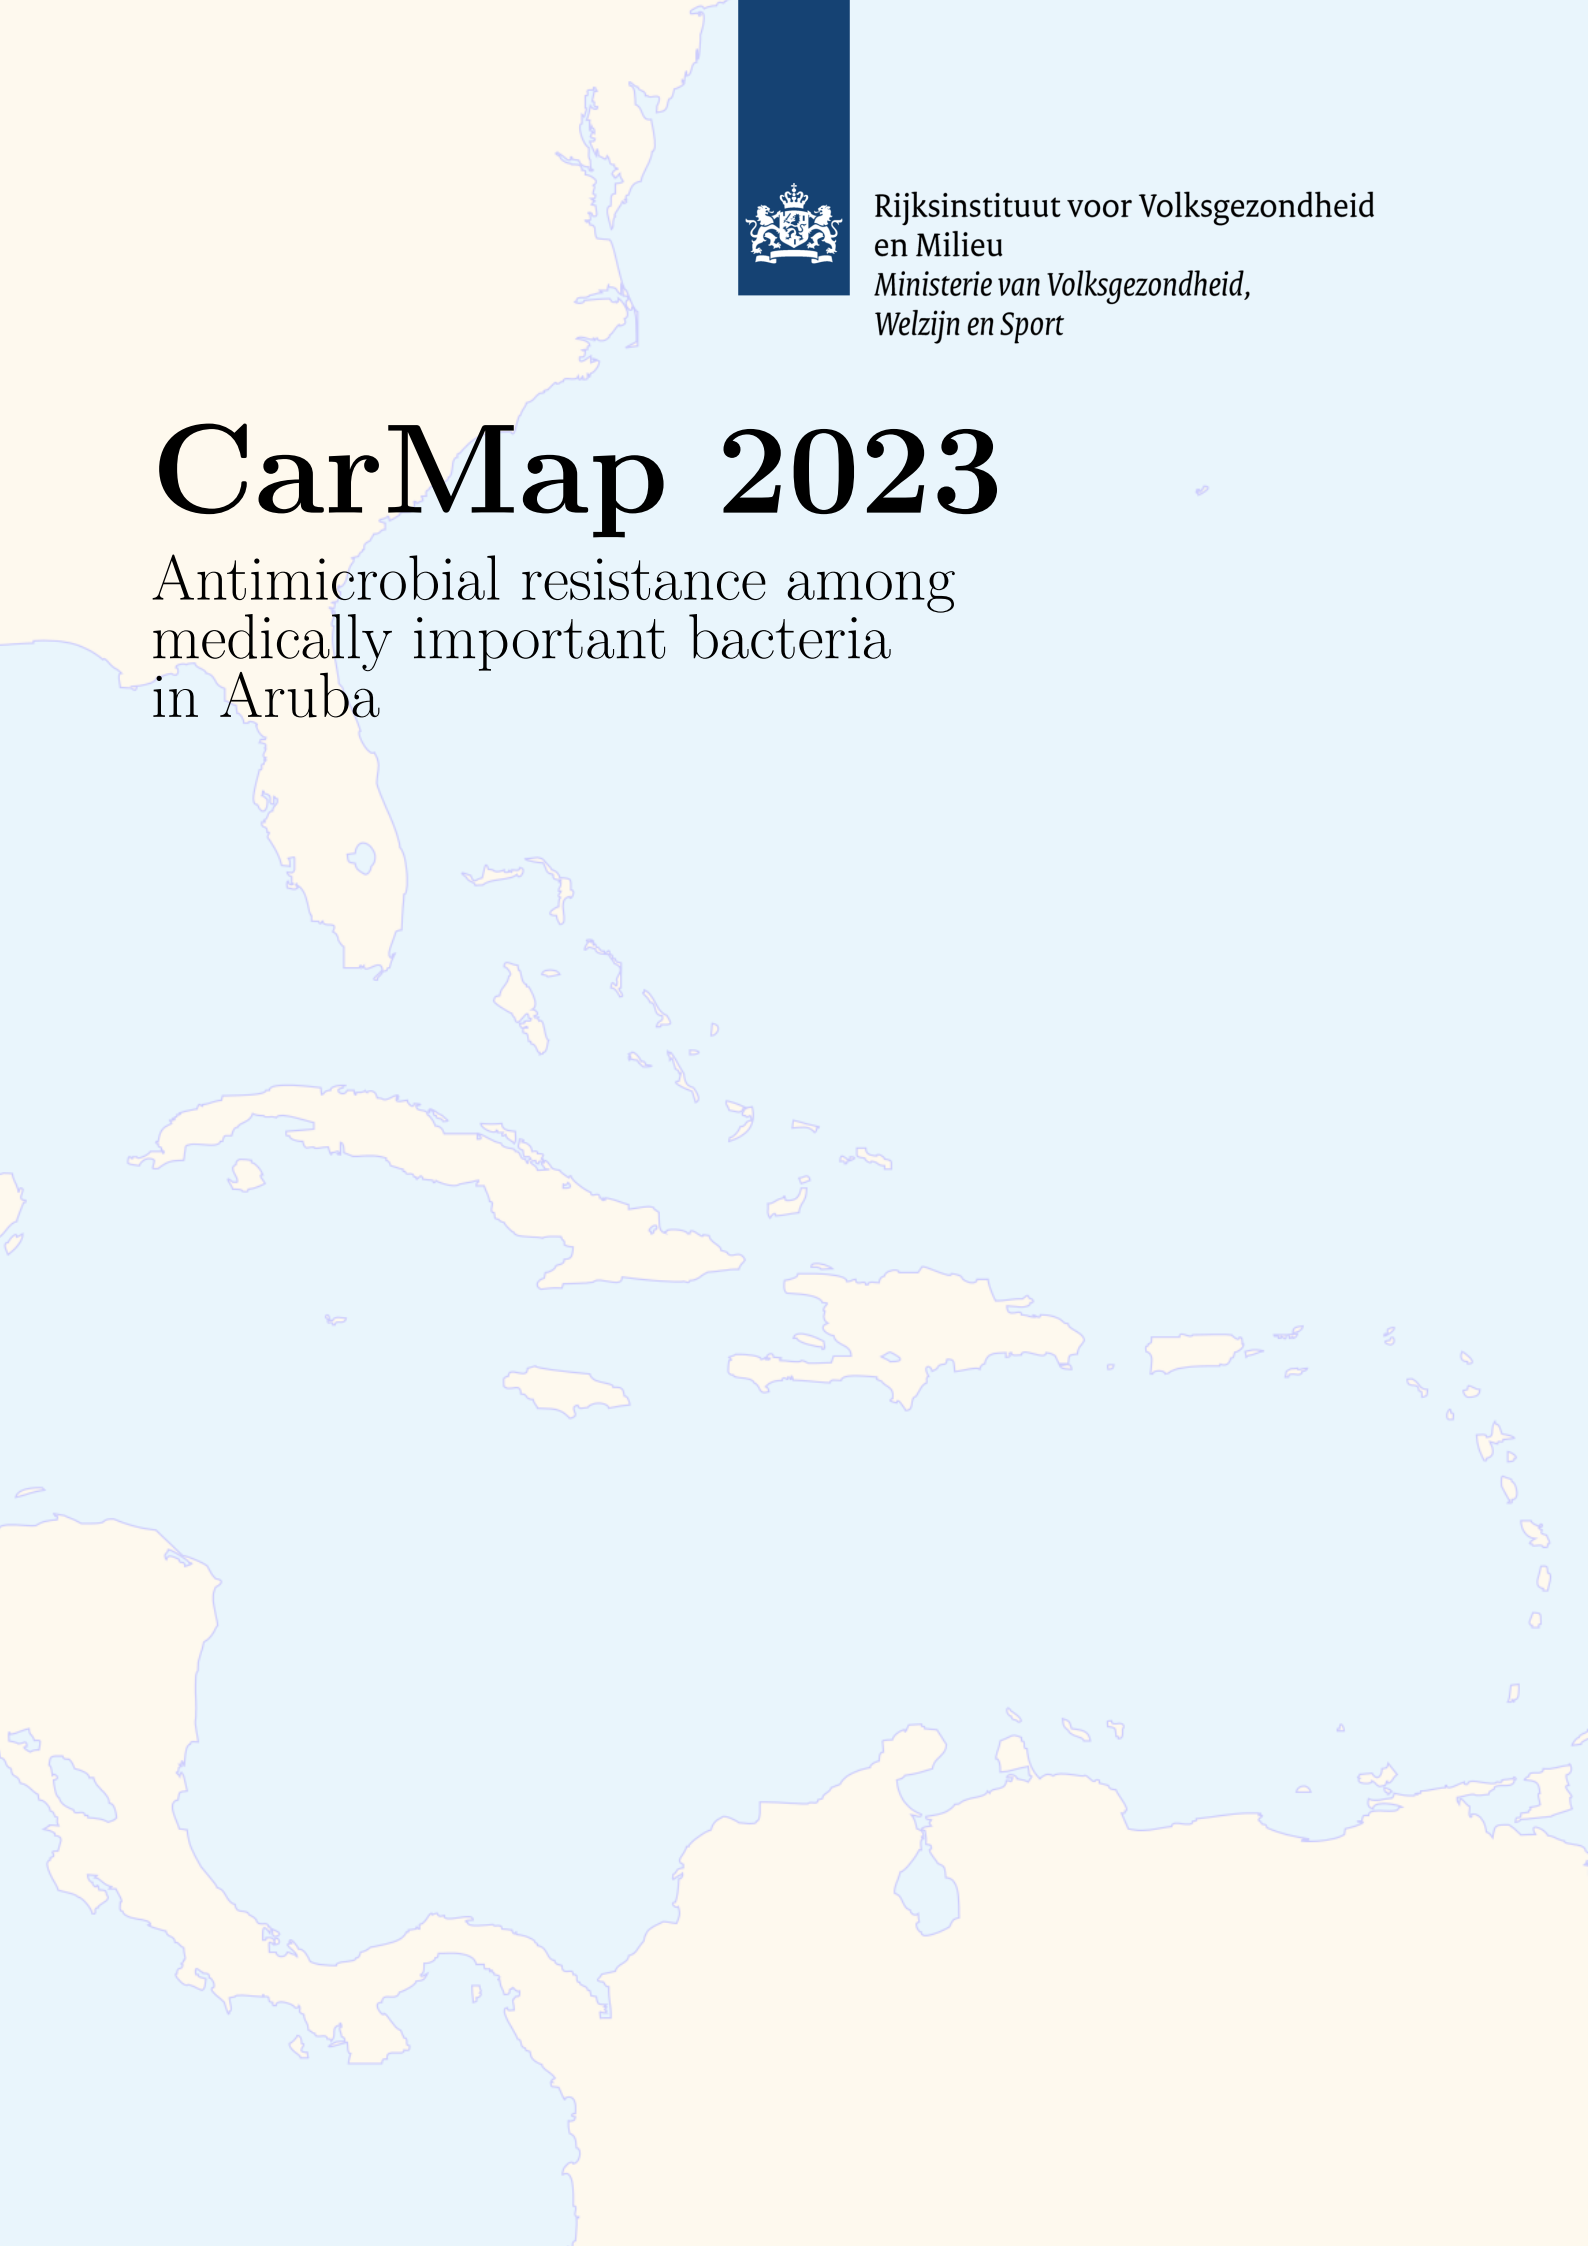 Rijksinstituut voor Volksgezondheid
en Milieu
Ministerie van Volksgezondheid,
Welzijn en Sport
CarMap 2023
Antimicrobial resistance among
medically important bacteria
in Aruba